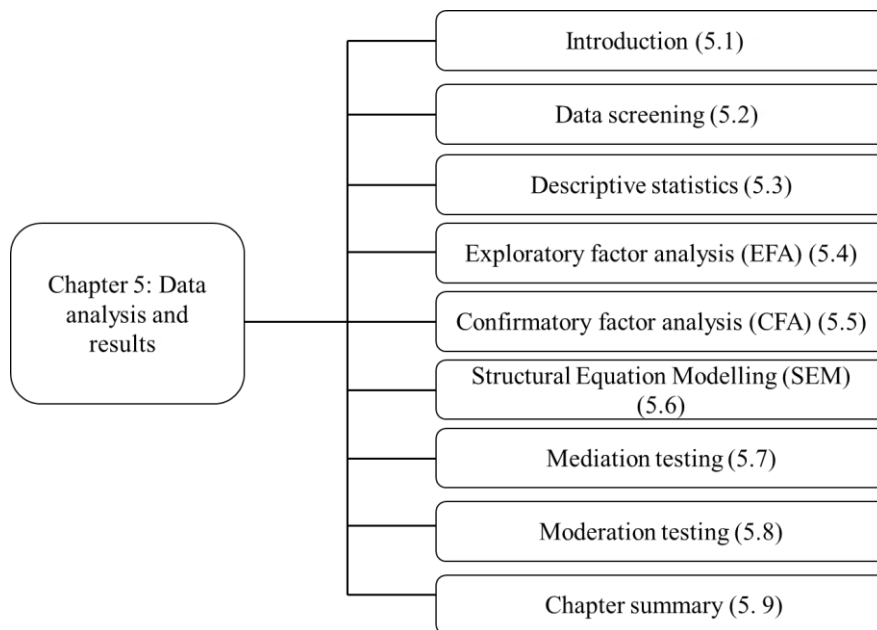 Chapter 5: Data
analysis and
results
Introduction (5.1)
Data screening (5.2)
Descriptive statistics (5.3)
Exploratory factor analysis (EFA) (5.4)
Confirmatory factor analysis (CFA) (5.5)
Structural Equation Modelling (SEM)
(5.6)
Mediation testing (5.7)
Moderation testing (5.8)
Chapter summary (5. 9)